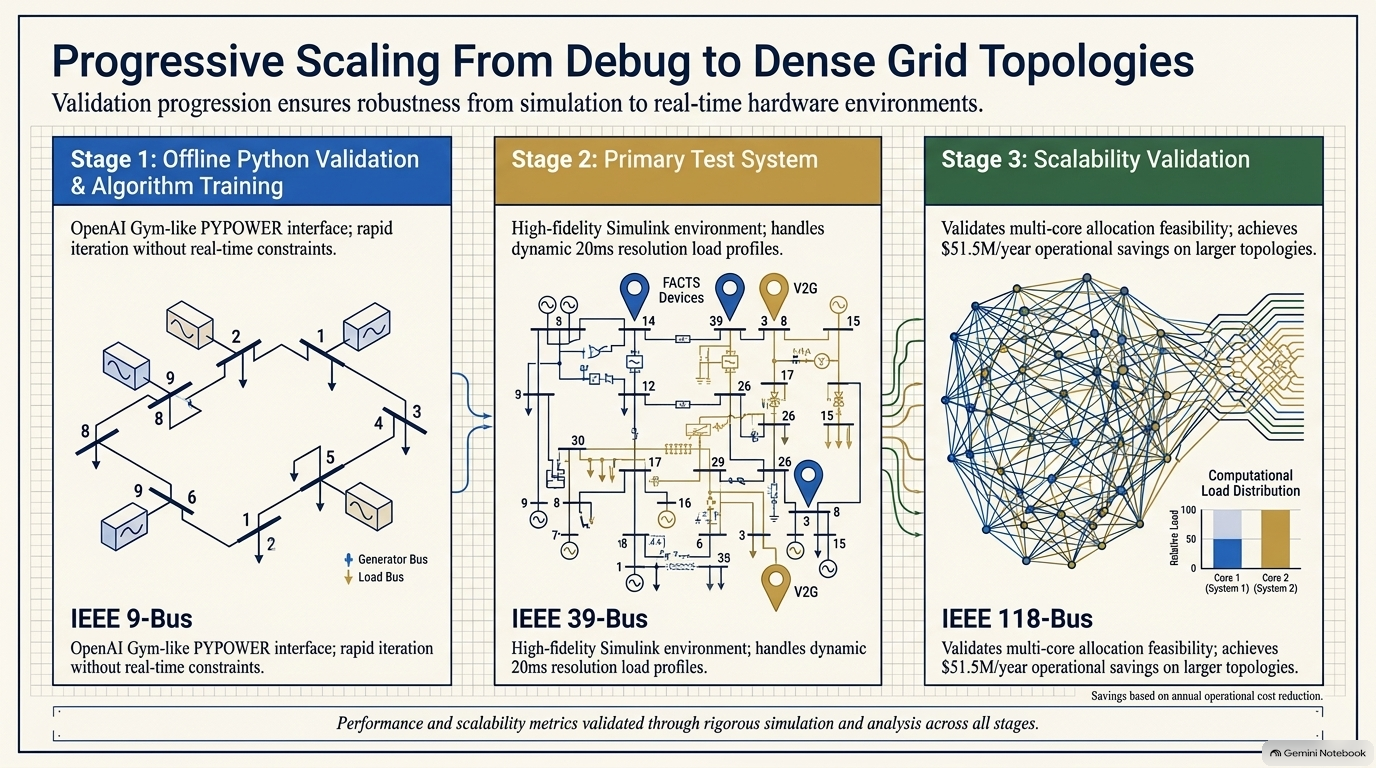 Progressive Scaling From Debug to Dense Grid Topologies
Validation progression ensures robustness from simulation to real-time hardware environments.
Stage 1: Offline Python Validation
& Algorithm Training
OpenAI Gym-like PYPOWER interface; rapid
iteration without real-time constraints.
2
1
9
8
3
4
8
5
9
6
1
2
Generator Bus
Load Bus
IEEE 9-Bus
OpenAI Gym-like PYPOWER interface; rapid iteration
without real-time constraints.
Stage 2: Primary Test System
High-fidelity Simulink environment; handles
dynamic 20ms resolution load profiles.
FACTS
Devices
V2G
8
14
39
3
8
15
17
9
12
26
26
15
30
17
29
26
9
8
16
3
8
7
18
6
3
15
1
35
V2G
IEEE 39-Bus
High-fidelity Simulink environment; handles dynamic
20ms resolution load profiles.
Stage 3: Scalability Validation
Validates multi-core allocation feasibility; achieves
$51.5M/year operational savings on larger topologies.
Computational
Load Distribution
Relative Load
100
50
0
Core 1
(System 1)
Core 2
(System 2)
IEEE 118-Bus
Validates multi-core allocation feasibility; achieves
$51.5M/year operational savings on larger topologies.
Savings based on annual operational cost reduction.
Performance and scalability metrics validated through rigorous simulation and analysis across all stages.
Gemini Notebook